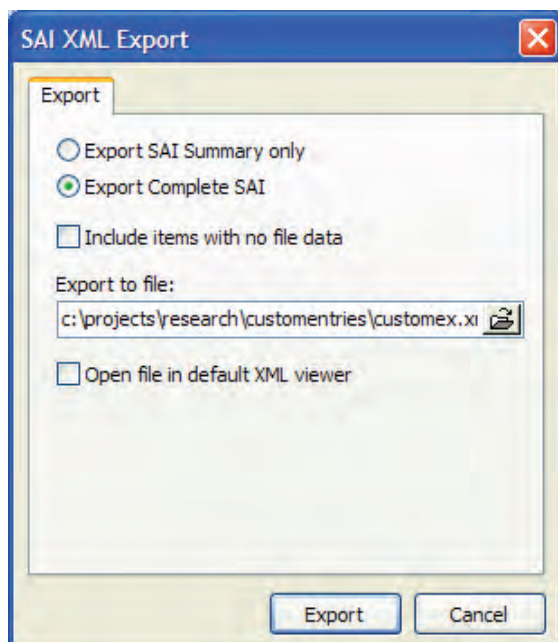 SAI XML Export
Export
Export SAI Summary only
Export Complete SAI
Include items with no file data
Export to file:
c:\projects\research\customentries\customex.x
Open file in default XML viewer
Export
Cancel